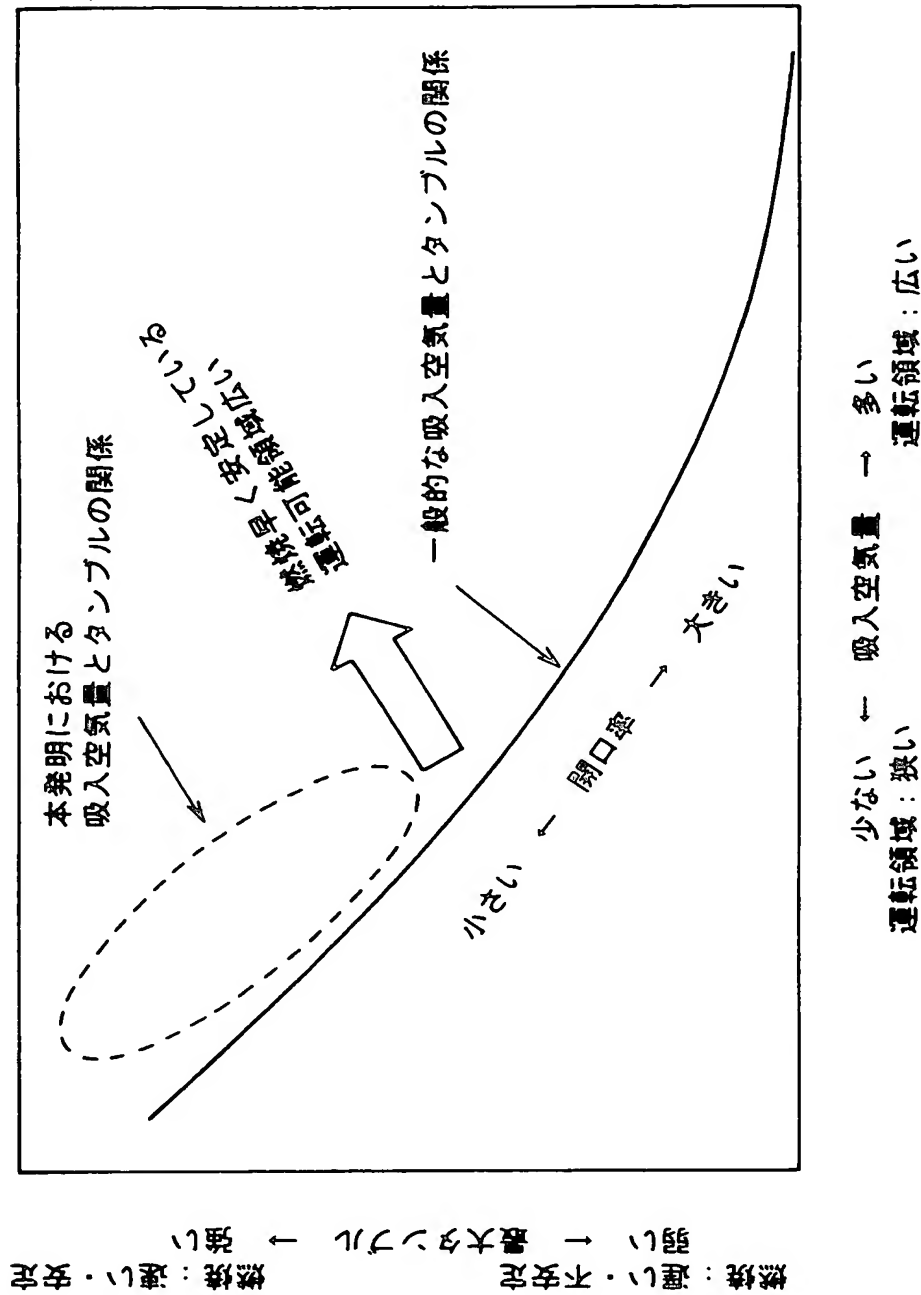 本発明における
吸入空気量とタンブルの関係
燃焼早く安定している
運転可能領域広い
一般的な吸入空気量とタンブルの関係
小さい ← 開口率 → 大きい
燃焼:速い・安定
強い
↑
最大タンブル
↓
弱い
燃焼:遅い・不安定
少ない ← 吸入空気量 → 多い
運転領域:狭い
運転領域:広い